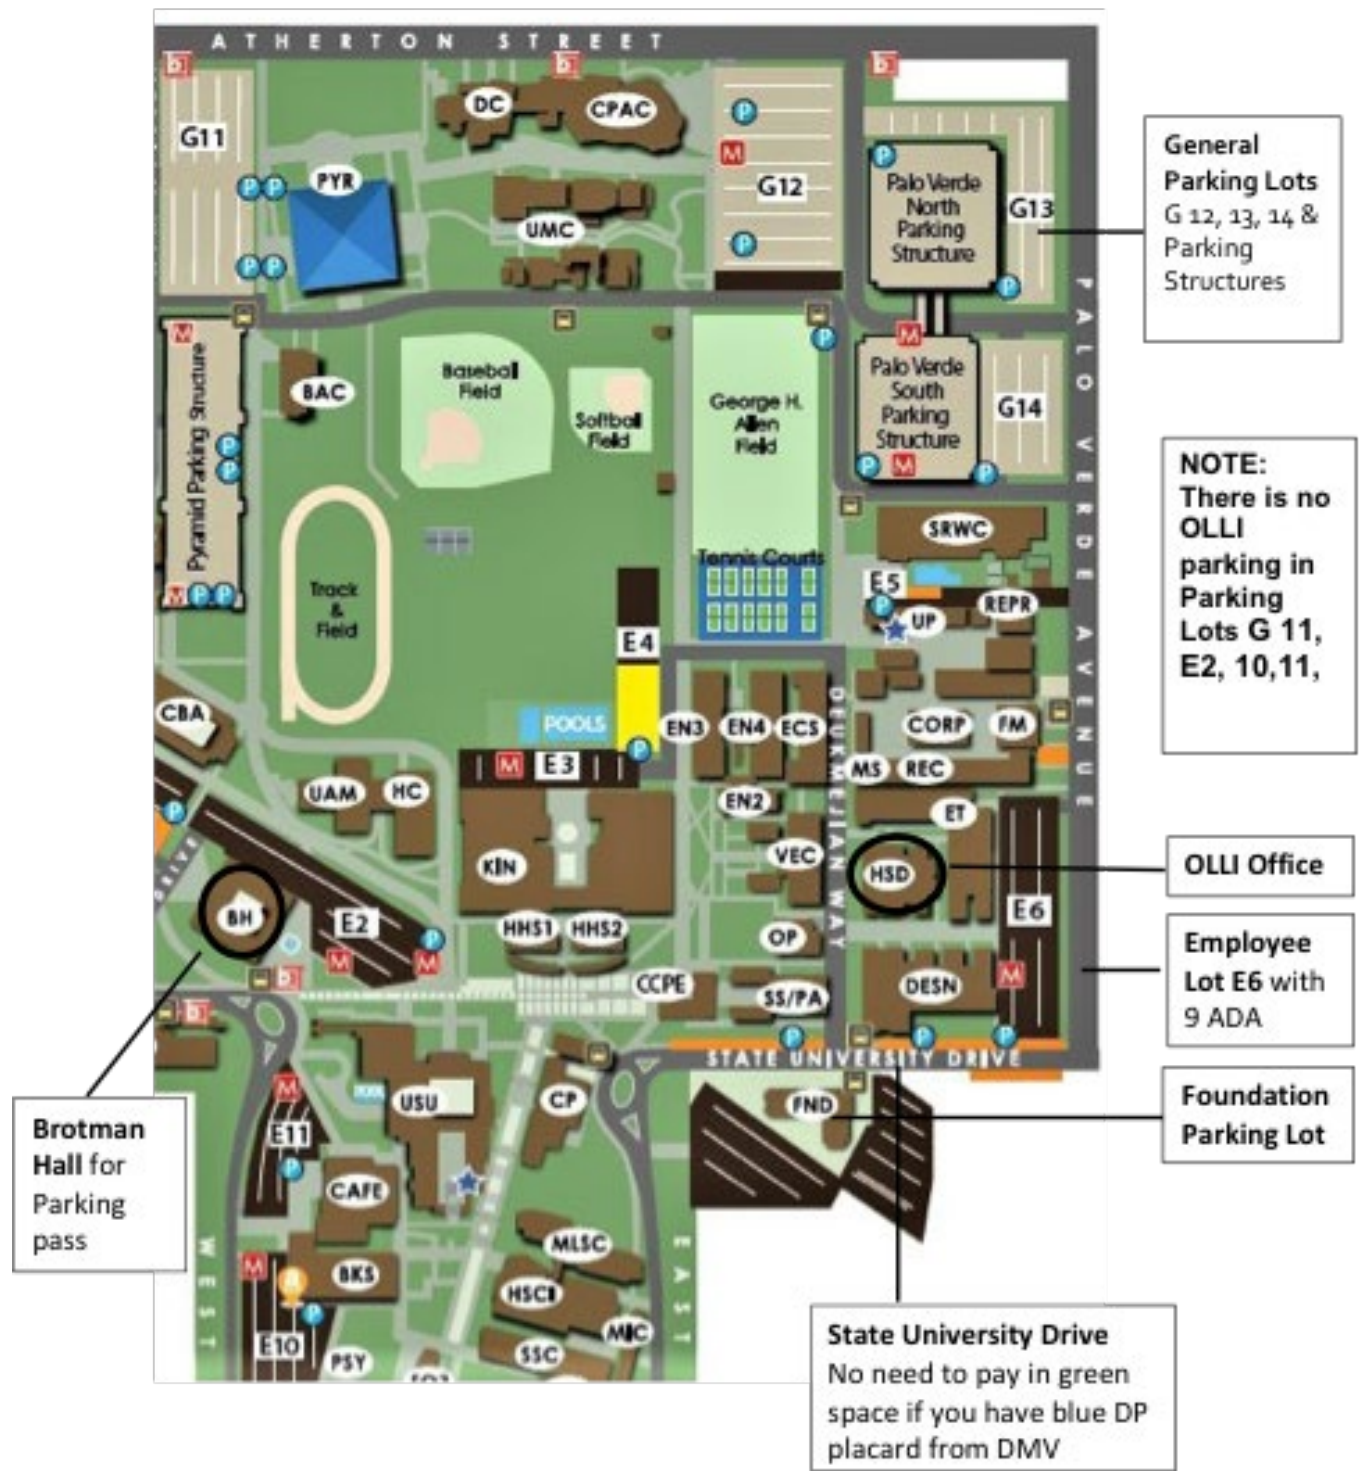 ATHERTON STREET
b
b
b
G11
DC
CPAC
P
M
G12
P
PYR
P P
UMC
P
P P
P
Palo Verde
North
Parking
Structure
G13
P
General
Parking Lots
G 12, 13, 14 &
Parking
Structures
M
Pyramid Parking Structure
BAC
Baseball
Field
Softball
Field
George H.
Allen
Field
P
M
Palo Verde
South
Parking
Structure
G14
P
M
P
PALO VERDE AVENUE
P
P
M
P
P
NOTE:
There is no
OLLI
parking in
Parking
Lots G 11,
E2, 10,11,
Track
&
Field
Tennis Courts
SRWC
E5
P
UP
REPR
E4
CBA
POOLS
EN3
EN4
ECS
DEUKMEJIAN WAY
CORP
FM
P
M
E3
MS
REC
UAM
HC
EN2
ET
P
DRIVE
KIN
VEC
HSD
OLLI Office
BH
E2
P
M
M
HHS1
HHS2
OP
E6
Employee
Lot E6 with
9 ADA
b
CCPE
SS/PA
DESN
M
b
P
P
P
STATE UNIVERSITY DRIVE
M
E11
P
POOL
USU
CP
FND
Foundation
Parking Lot
Brotman
Hall for
Parking
pass
CAFE
WEST
M
BKS
MLSC
HSCI
EAST
E10
P
PSY
SSC
MIC
State University Drive
No need to pay in green
space if you have blue DP
placard from DMV